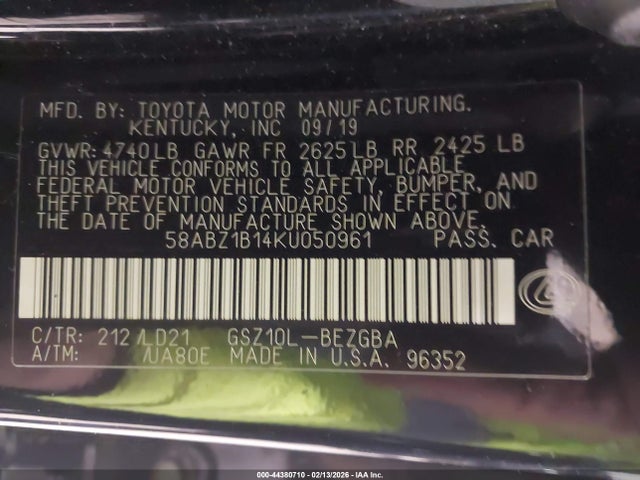 MFD. BY: TOYOTA MOTOR MANUFACTURING.
KENTUCKY, INC 09/19
GVWR: 4740LB GAWR FR 2625LB RR 2425 LB
THIS VEHICLE CONFORMS TO ALL APPLICABLE
FEDERAL MOTOR VEHICLE SAFETY, BUMPER, AND
THEFT PREVENTION STANDARDS IN EFFECT ON
THE DATE OF MANUFACTURE SHOWN ABOVE.
58ABZ1B14KU050961 PASS. CAR
C/TR: 212/LD21 GSZ10L-BEZGBA
A/TM: /UA80E MADE IN U.S.A. 96352
000-44380710 - 02/13/2026 - IAA Inc.